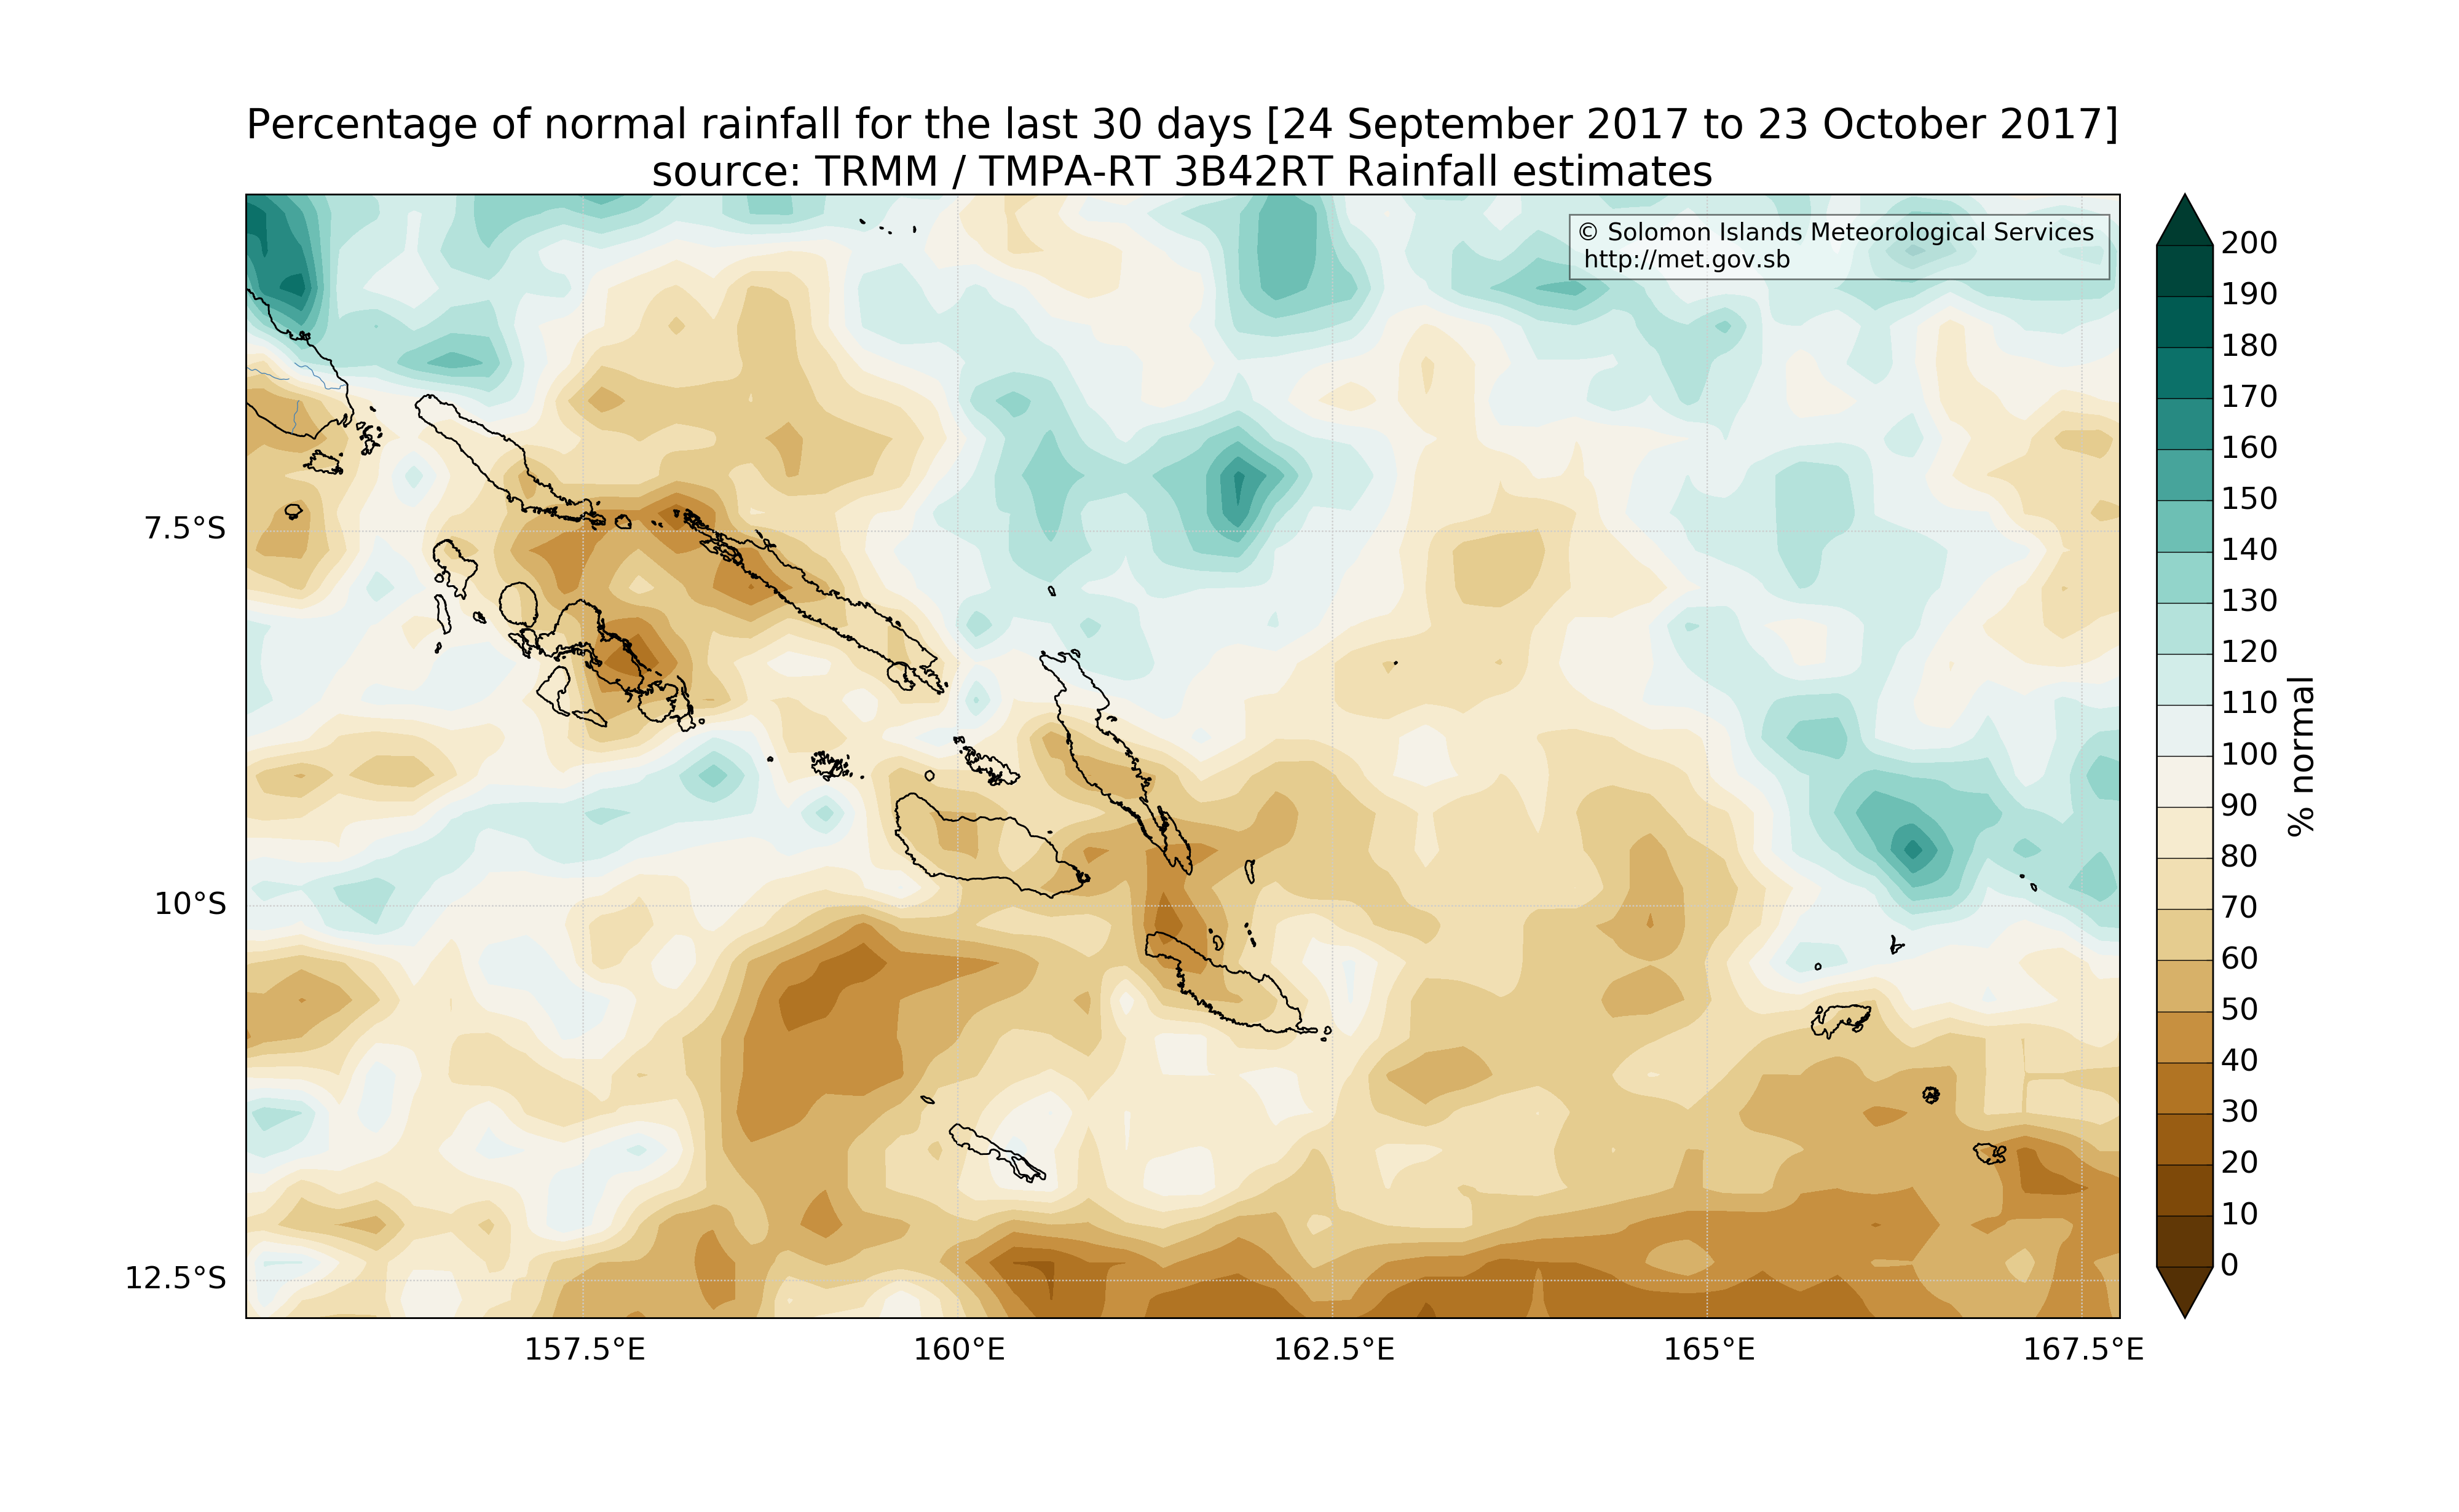 Percentage of normal rainfall for the last 30 days [24 September 2017 to 23 October 2017]
source: TRMM / TMPA-RT 3B42RT Rainfall estimates
© Solomon Islands Meteorological Services
http://met.gov.sb
7.5°S
10°S
12.5°S
157.5°E
160°E
162.5°E
165°E
167.5°E
200
190
180
170
160
150
140
130
120
110
100
90
80
70
60
50
40
30
20
10
0
% normal